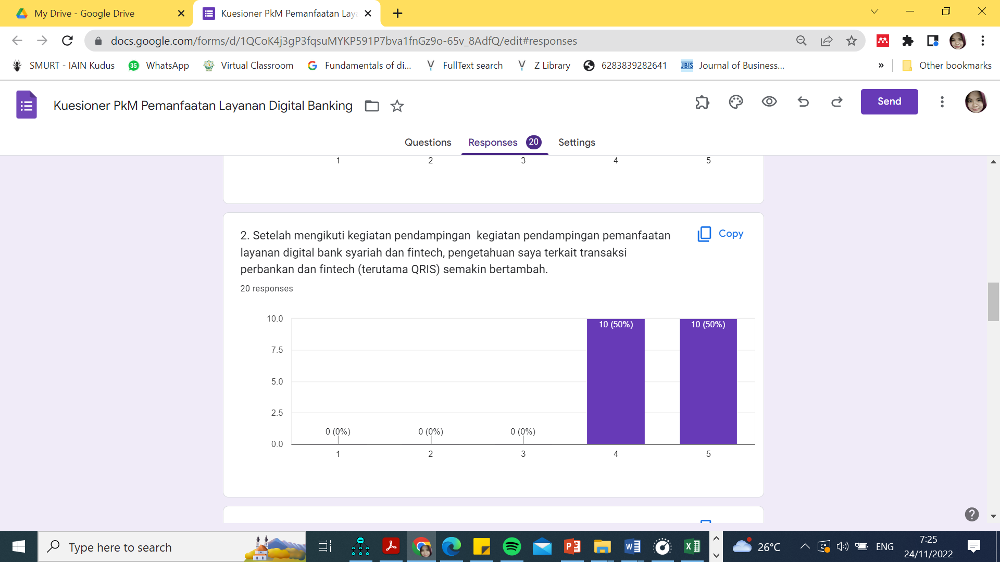 My Drive - Google Drive
Kuesioner PkM Pemanfaatan Lay
docs.google.com/forms/d/1QCoK4j3gP3fqsuMYKP591P7bva1fnGz9o-65v_8AdfQ/edit#responses
SMURT - IAIN Kudus
35
WhatsApp
Virtual Classroom
Fundamentals of di...
FullText search
Z Library
6283839282641
JBIS
Journal of Business...
»
Other bookmarks
Kuesioner PkM Pemanfaatan Layanan Digital Banking
Send
Questions
Responses 20
Settings
1 2 3 4 5
2. Setelah mengikuti kegiatan pendampingan  kegiatan pendampingan pemanfaatan
layanan digital bank syariah dan fintech, pengetahuan saya terkait transaksi
perbankan dan fintech (terutama QRIS) semakin bertambah.
Copy
20 responses
10.0
7.5
5.0
2.5
0.0
0 (0%) 0 (0%) 0 (0%) 10 (50%) 10 (50%)
1 2 3 4 5
Type here to search
26°C
ENG
7:25
24/11/2022